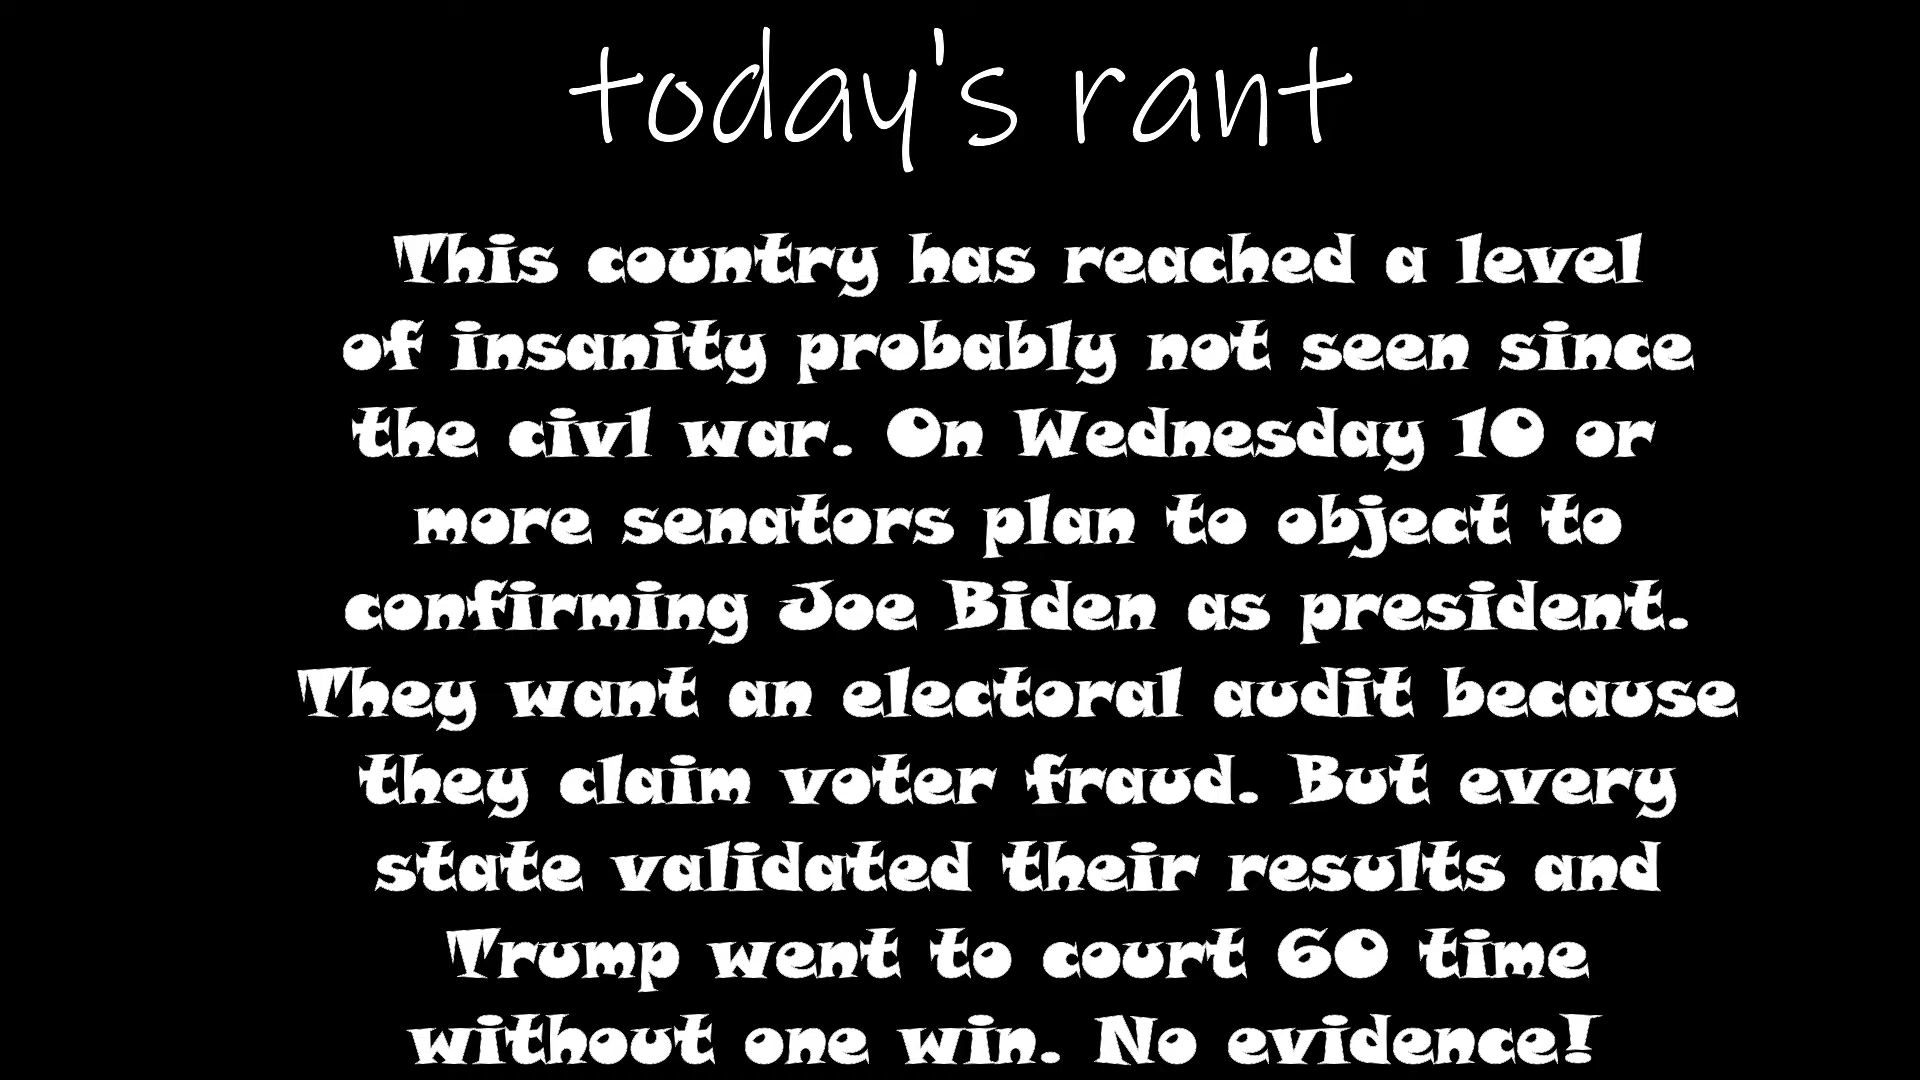 today's rant
This country has reached a level
of insanity probably not seen since
the civl war. On Wednesday 10 or
more senators plan to object to
confirming Joe Biden as president.
They want an electoral audit because
they claim voter fraud. But every
state validated their results and
Trump went to court 60 time
without one win. No evidence!